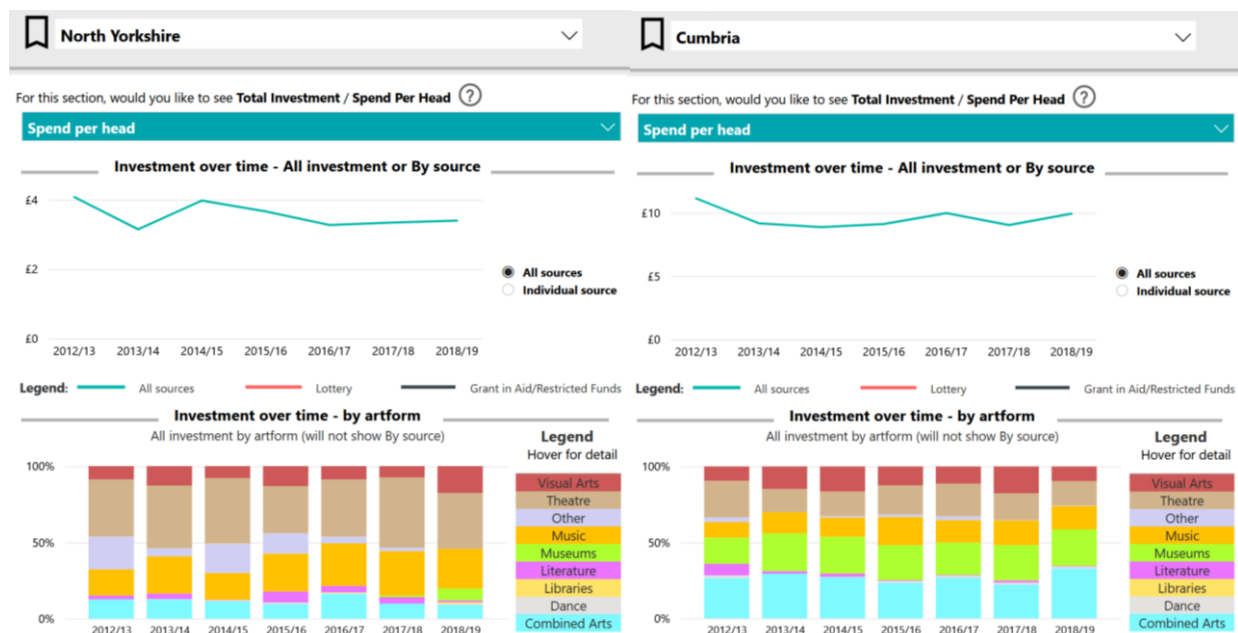 North Yorkshire
For this section, would you like to see Total Investment / Spend Per Head ?
Spend per head
Investment over time - All investment or By source
£4
£2
£0
All sources
Individual source
2012/13 2013/14 2014/15 2015/16 2016/17 2017/18 2018/19
Legend: All sources Lottery Grant in Aid/Restricted Funds
Investment over time - by artform
All investment by artform (will not show By source)
Legend
Hover for detail
100%
50%
0%
Visual Arts
Theatre
Other
Music
Museums
Literature
Libraries
Dance
Combined Arts
2012/13 2013/14 2014/15 2015/16 2016/17 2017/18 2018/19
Cumbria
For this section, would you like to see Total Investment / Spend Per Head ?
Spend per head
Investment over time - All investment or By source
£10
£5
£0
All sources
Individual source
2012/13 2013/14 2014/15 2015/16 2016/17 2017/18 2018/19
Legend: All sources Lottery Grant in Aid/Restricted Funds
Investment over time - by artform
All investment by artform (will not show By source)
Legend
Hover for detail
100%
50%
0%
Visual Arts
Theatre
Other
Music
Museums
Literature
Libraries
Dance
Combined Arts
2012/13 2013/14 2014/15 2015/16 2016/17 2017/18 2018/19